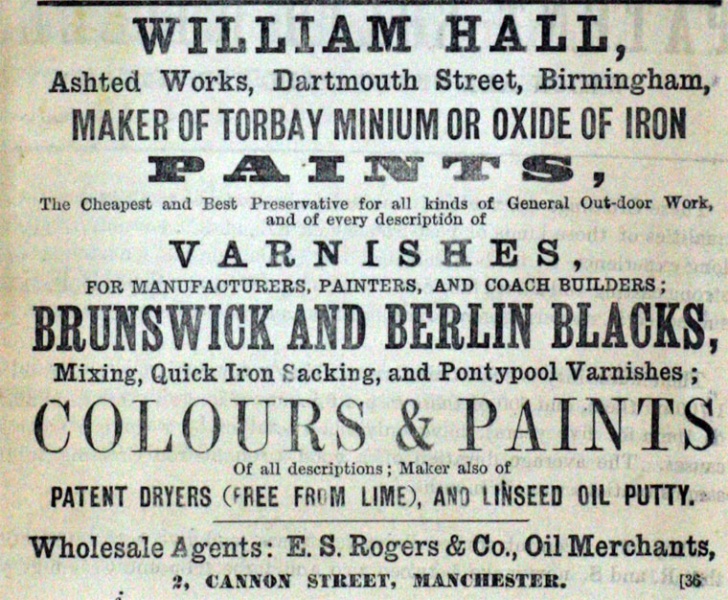 WILLIAM HALL,
Ashted Works, Dartmouth Street, Birmingham,
MAKER OF TORBAY MINIUM OR OXIDE OF IRON
PAINTS,
The Cheapest and Best Preservative for all kinds of General Out-door Work,
and of every description of
VARNISHES,
FOR MANUFACTURERS, PAINTERS, AND COACH BUILDERS;
BRUNSWICK AND BERLIN BLACKS,
Mixing, Quick Iron Sacking, and Pontypool Varnishes;
COLOURS & PAINTS
Of all descriptions; Maker also of
PATENT DRYERS (FREE FROM LIME), AND LINSEED OIL PUTTY.
Wholesale Agents: E. S. Rogers & Co., Oil Merchants,
2, CANNON STREET, MANCHESTER. [36